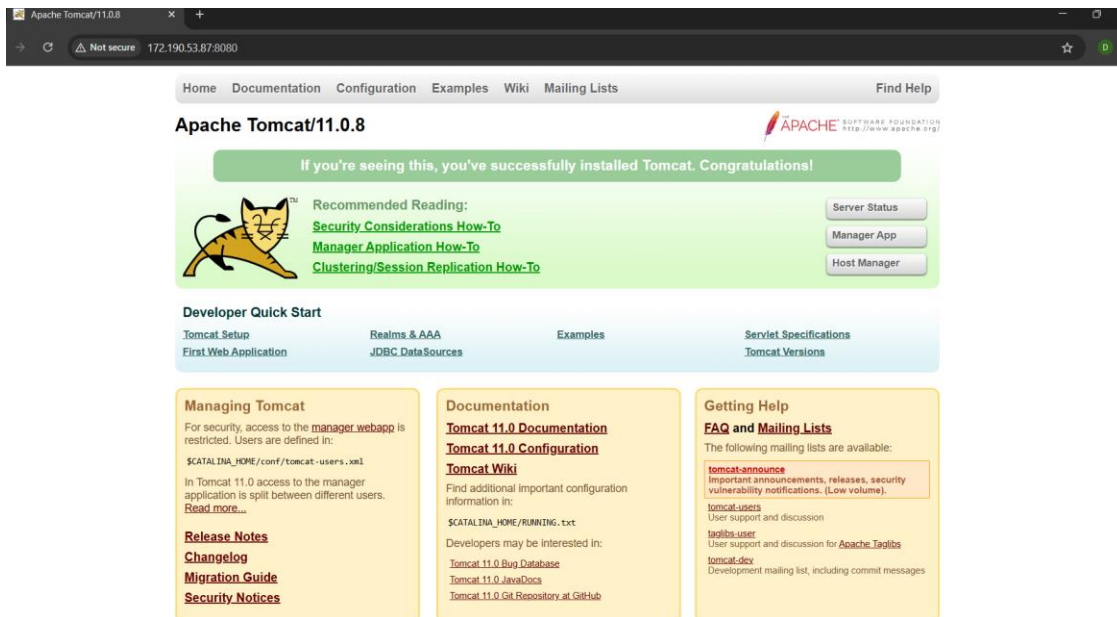 Apache Tomcat/11.0.8
Not secure 172.190.53.87:8080
D
Home Documentation Configuration Examples Wiki Mailing Lists Find Help
Apache Tomcat/11.0.8
THE APACHE® SOFTWARE FOUNDATION
http://www.apache.org/
If you're seeing this, you've successfully installed Tomcat. Congratulations!
TM
Recommended Reading:
Security Considerations How-To
Manager Application How-To
Clustering/Session Replication How-To
Server Status
Manager App
Host Manager
Developer Quick Start
Tomcat Setup
First Web Application
Realms & AAA
JDBC DataSources
Examples
Servlet Specifications
Tomcat Versions
Managing Tomcat
For security, access to the manager webapp is
restricted. Users are defined in:
$CATALINA_HOME/conf/tomcat-users.xml
In Tomcat 11.0 access to the manager
application is split between different users.
Read more...
Release Notes
Changelog
Migration Guide
Security Notices
Documentation
Tomcat 11.0 Documentation
Tomcat 11.0 Configuration
Tomcat Wiki
Find additional important configuration
information in:
$CATALINA_HOME/RUNNING.txt
Developers may be interested in:
Tomcat 11.0 Bug Database
Tomcat 11.0 JavaDocs
Tomcat 11.0 Git Repository at GitHub
Getting Help
FAQ and Mailing Lists
The following mailing lists are available:
tomcat-announce
Important announcements, releases, security
vulnerability notifications. (Low volume).
tomcat-users
User support and discussion
taglibs-user
User support and discussion for Apache Taglibs
tomcat-dev
Development mailing list, including commit messages